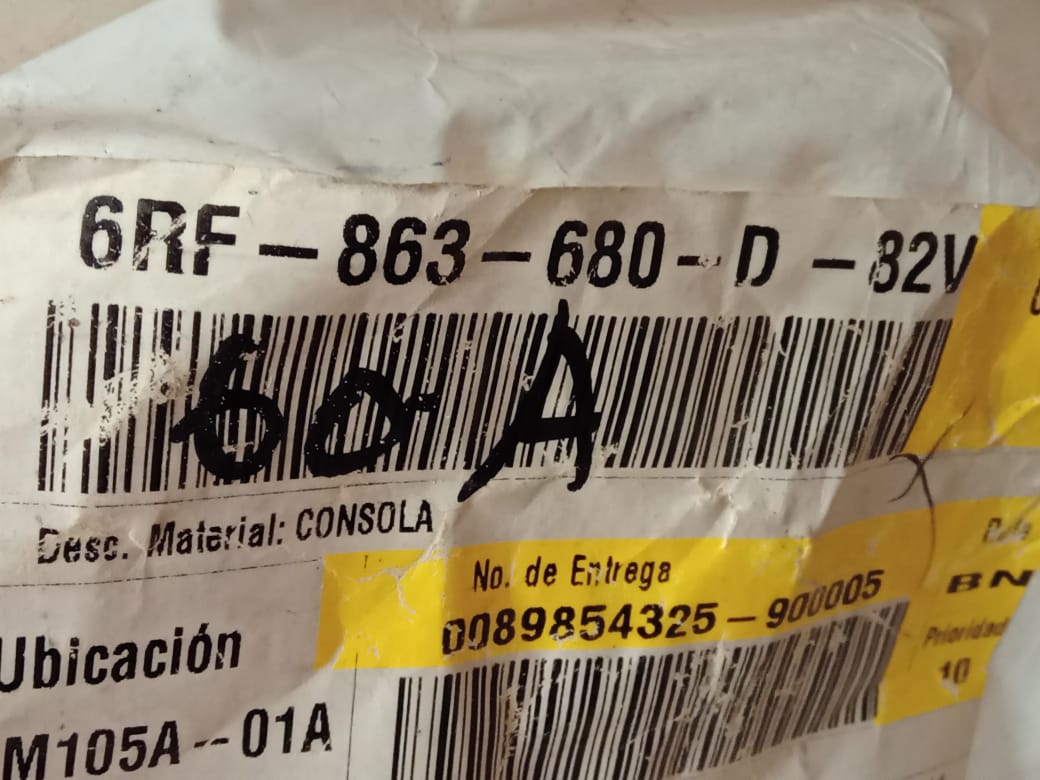 6RF-863-680-D -82V
60 A
Desc. Material: CONSOLA
No. de Entrega
0089854325-900005
BN
Prioridad
10
Ubicación
M105A--01A